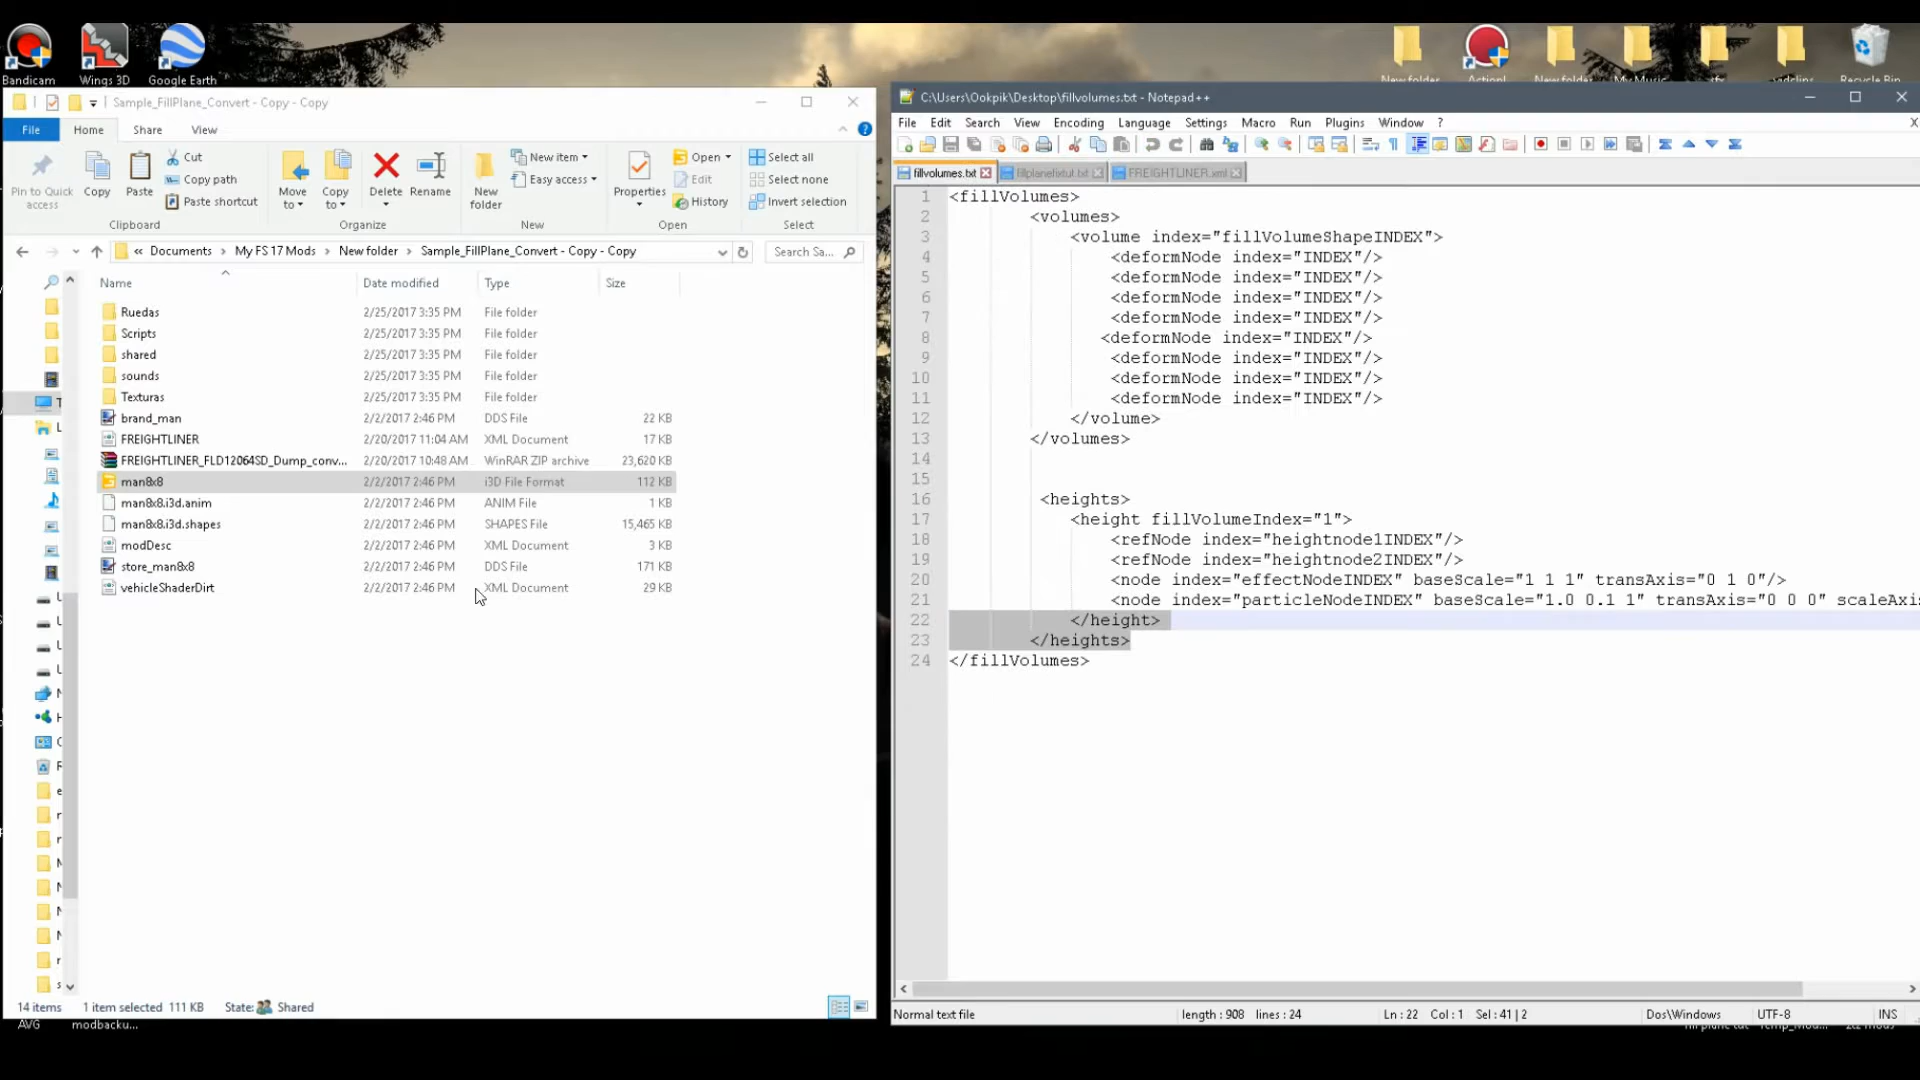 Bandicam
Wings 3D
Google Earth
New folder
Action!
New folder
My Music
Recycle Bin
Sample_FillPlane_Convert - Copy - Copy
File
Home
Share
View
Pin to Quick access
Copy
Paste
Cut
Copy path
Paste shortcut
Clipboard
Move to
Copy to
Delete
Rename
Organize
New folder
New item
Easy access
New
Properties
Open
Edit
History
Open
Select all
Select none
Invert selection
Select
« Documents > My FS 17 Mods > New folder > Sample_FillPlane_Convert - Copy - Copy
Search Sa...
Name Date modified Type Size
Ruedas 2/25/2017 3:35 PM File folder
Scripts 2/25/2017 3:35 PM File folder
shared 2/25/2017 3:35 PM File folder
sounds 2/25/2017 3:35 PM File folder
Texturas 2/25/2017 3:35 PM File folder
brand_man 2/2/2017 2:46 PM DDS File 22 KB
FREIGHTLINER 2/20/2017 11:04 AM XML Document 17 KB
FREIGHTLINER_FLD12064SD_Dump_conv... 2/20/2017 10:48 AM WinRAR ZIP archive 23,620 KB
man8x8 2/2/2017 2:46 PM i3D File Format 112 KB
man8x8.i3d.anim 2/2/2017 2:46 PM ANIM File 1 KB
man8x8.i3d.shapes 2/2/2017 2:46 PM SHAPES File 15,465 KB
modDesc 2/2/2017 2:46 PM XML Document 3 KB
store_man8x8 2/2/2017 2:46 PM DDS File 171 KB
vehicleShaderDirt 2/2/2017 2:46 PM XML Document 29 KB
14 items 1 item selected 111 KB State: Shared
AVG
modbacku...
C:\Users\Ookpik\Desktop\fillvolumes.txt - Notepad++
File Edit Search View Encoding Language Settings Macro Run Plugins Window ? X
fillvolumes.txt
fillplanefixtut.txt
FREIGHTLINER.xml
1 <fillVolumes>
2 <volumes>
3 <volume index="fillVolumeShapeINDEX">
4 <deformNode index="INDEX"/>
5 <deformNode index="INDEX"/>
6 <deformNode index="INDEX"/>
7 <deformNode index="INDEX"/>
8 <deformNode index="INDEX"/>
9 <deformNode index="INDEX"/>
10 <deformNode index="INDEX"/>
11 <deformNode index="INDEX"/>
12 </volume>
13 </volumes>
14
15
16 <heights>
17 <height fillVolumeIndex="1">
18 <refNode index="heightnode1INDEX"/>
19 <refNode index="heightnode2INDEX"/>
20 <node index="effectNodeINDEX" baseScale="1 1 1" transAxis="0 1 0"/>
21 <node index="particleNodeINDEX" baseScale="1.0 0.1 1" transAxis="0 0 0" scaleAxis
22 </height>
23 </heights>
24 </fillVolumes>
Normal text file length : 908 lines : 24 Ln : 22 Col : 1 Sel : 41 | 2 Dos\Windows UTF-8 INS